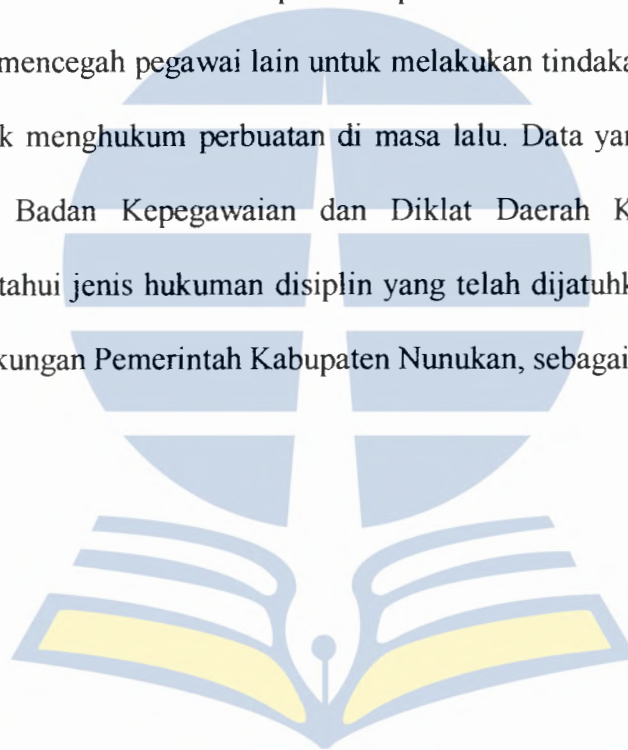 mencegah pegawai lain untuk melakukan tindaka
k menghukum perbuatan di masa lalu. Data yan
Badan Kepegawaian dan Diklat Daerah K
tahui jenis hukuman disiplin yang telah dijatuhk
kungan Pemerintah Kabupaten Nunukan, sebagai